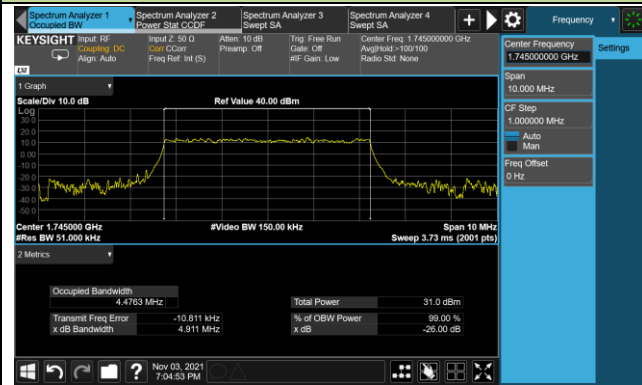 Spectrum Analyzer 1
Occupied BW
Spectrum Analyzer 2
Power Stat CCDF
Spectrum Analyzer 3
Swept SA
Spectrum Analyzer 4
Swept SA
+
Frequency
KEYSIGHT
Input: RF
Coupling: DC
Align: Auto
Input Z: 50 Ω
Corr CCorr
Freq Ref: Int (S)
Atten: 10 dB
Preamp: Off
Trig: Free Run
Gate: Off
#IF Gain: Low
Center Freq: 1.745000000 GHz
Avg|Hold:>100/100
Radio Std: None
LXI
Center Frequency
1.745000000 GHz
Settings
Span
10.000 MHz
CF Step
1.000000 MHz
Auto
Man
Freq Offset
0 Hz
1 Graph
Scale/Div 10.0 dB
Ref Value 40.00 dBm
Log
30.0
20.0
10.0
0.00
-10.0
-20.0
-30.0
-40.0
-50.0
Center 1.745000 GHz
#Video BW 150.00 kHz
Span 10 MHz
#Res BW 51.000 kHz
Sweep 3.73 ms (2001 pts)
2 Metrics
Occupied Bandwidth
4.4763 MHz
Total Power
31.0 dBm
Transmit Freq Error
-10.811 kHz
% of OBW Power
99.00 %
x dB Bandwidth
4.911 MHz
x dB
-26.00 dB
?
Nov 03, 2021
7:04:53 PM